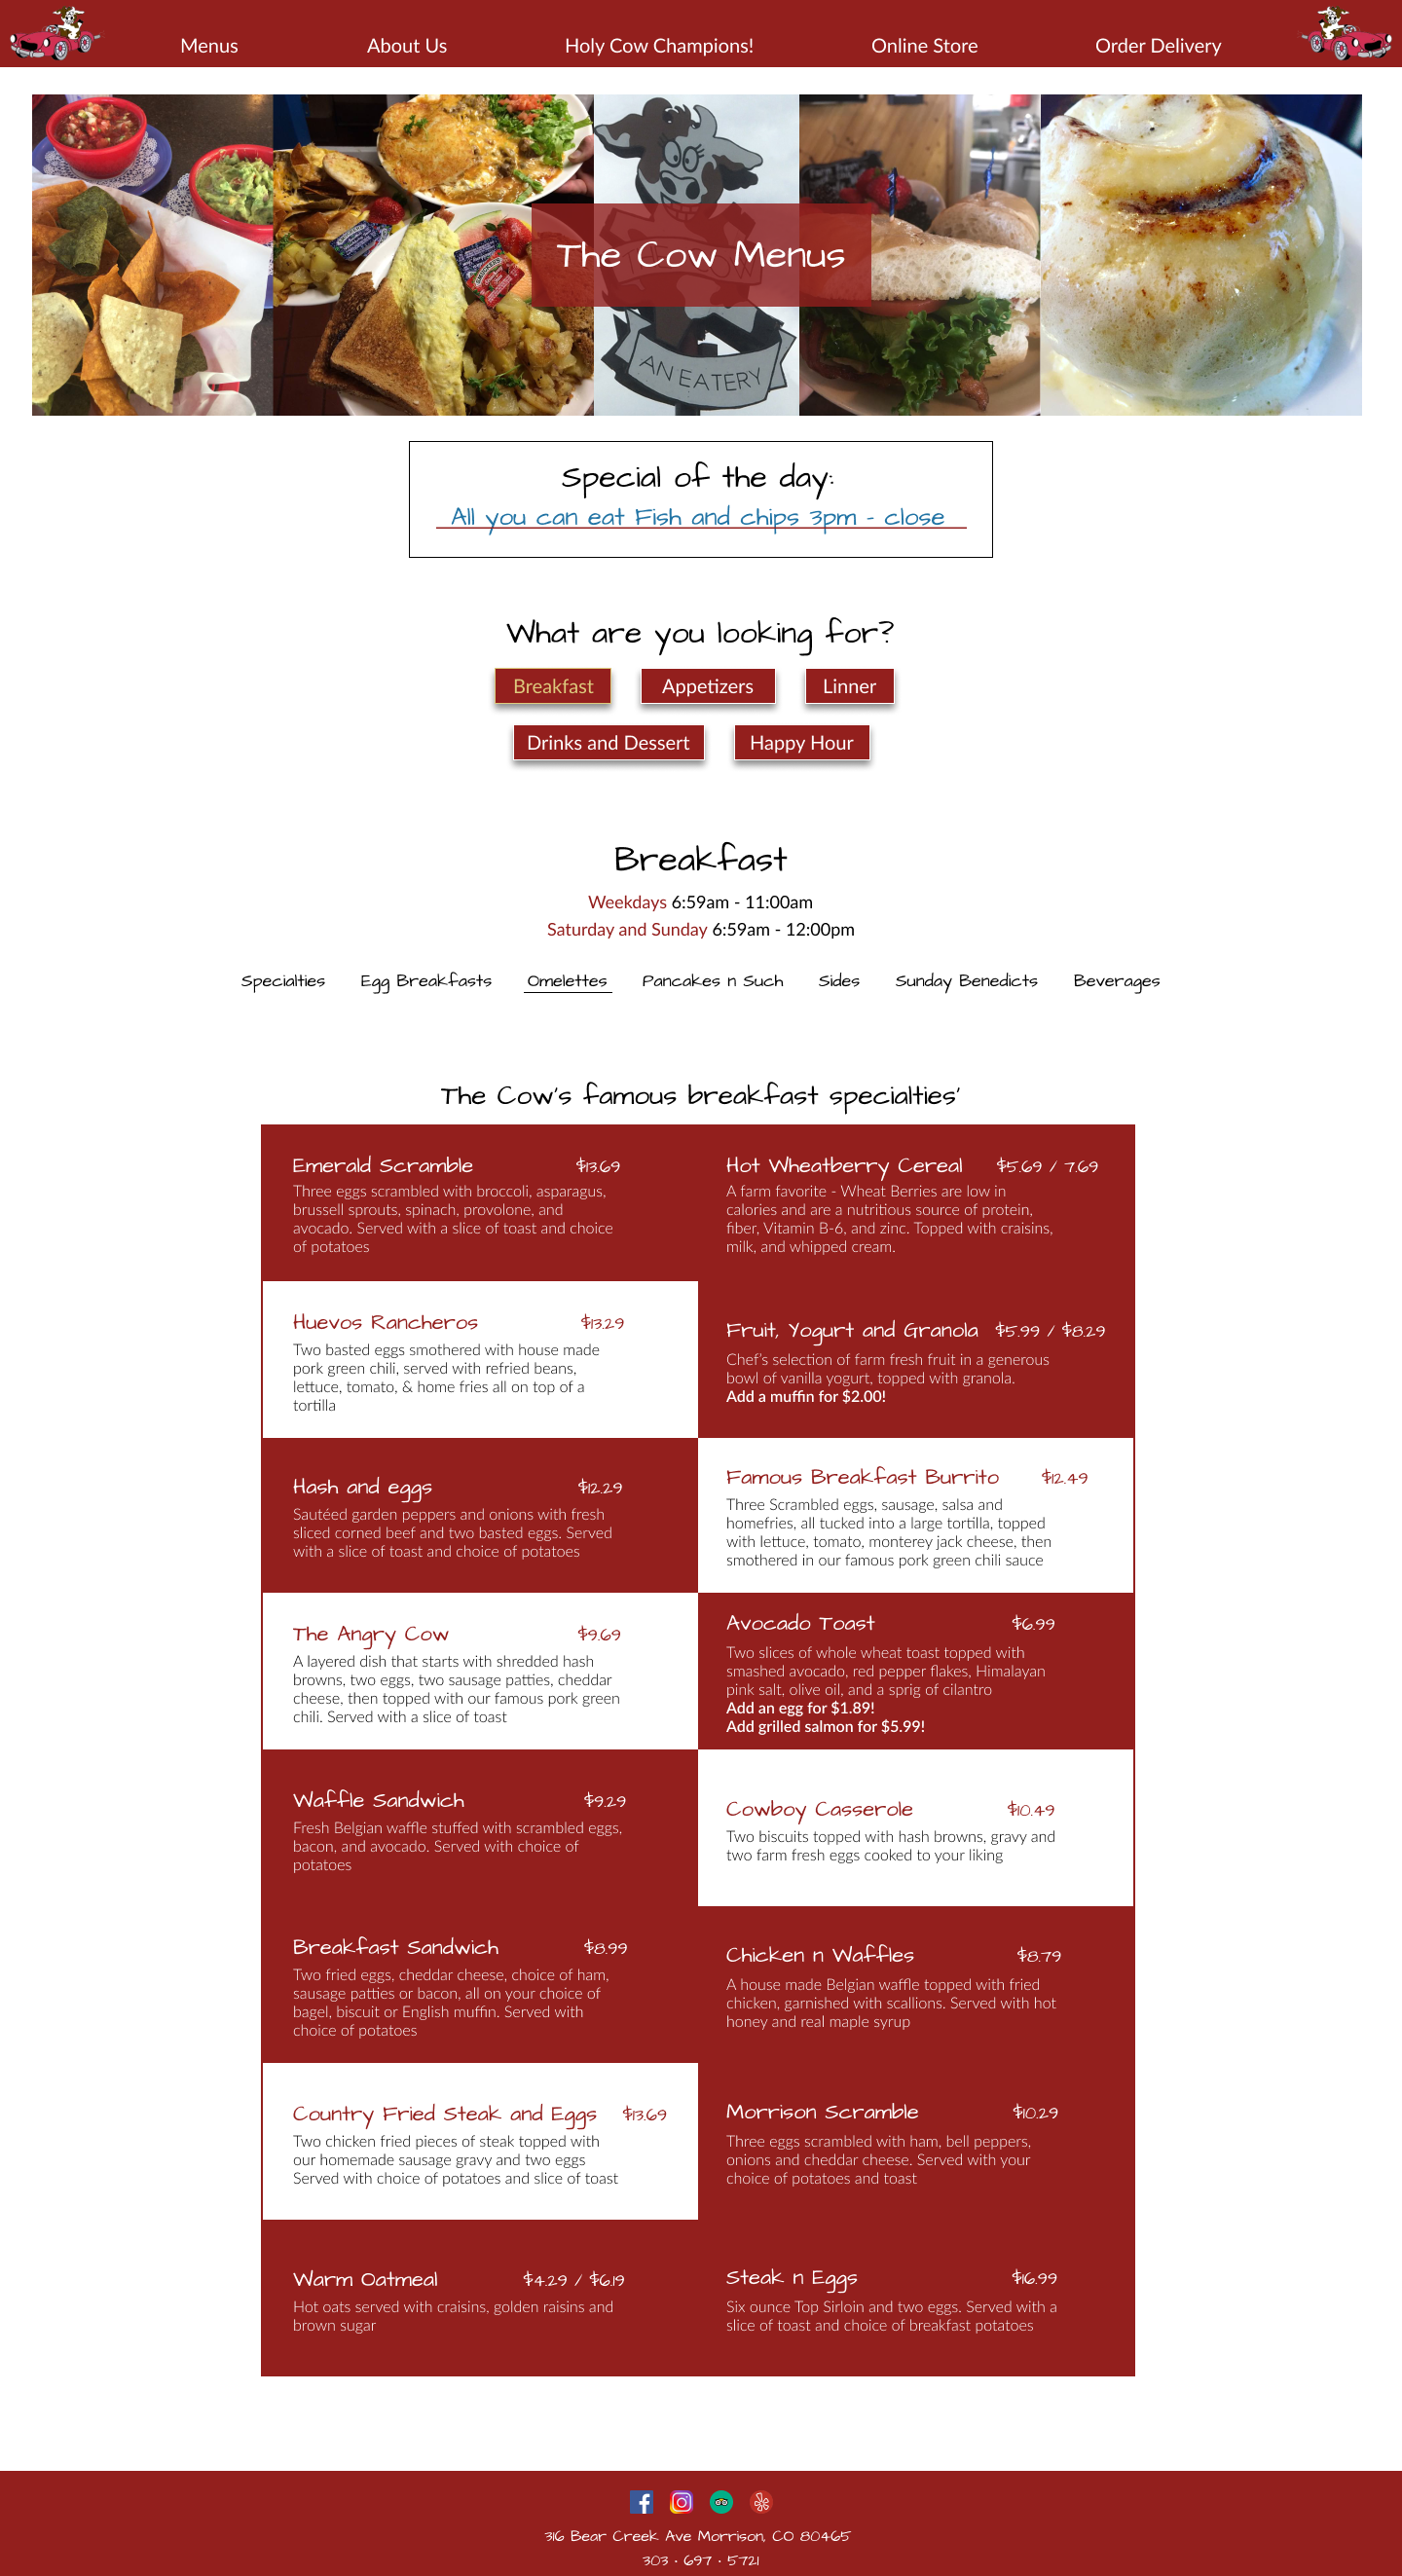 Menus
About Us
Holy Cow Champions!
Online Store
Order Delivery
The Cow Menus
AN EATERY
Special of the day:
All you can eat Fish and chips 3pm - close
What are you looking for?
Breakfast
Appetizers
Linner
Drinks and Dessert
Happy Hour
Breakfast
Weekdays 6:59am - 11:00am
Saturday and Sunday 6:59am - 12:00pm
Specialties
Egg Breakfasts
Omelettes
Pancakes n Such
Sides
Sunday Benedicts
Beverages
The Cow's famous breakfast specialties'
Emerald Scramble $13.69
Three eggs scrambled with broccoli, asparagus,
brussell sprouts, spinach, provolone, and
avocado. Served with a slice of toast and choice
of potatoes
Hot Wheatberry Cereal $5.69 / 7.69
A farm favorite - Wheat Berries are low in
calories and are a nutritious source of protein,
fiber, Vitamin B-6, and zinc. Topped with craisins,
milk, and whipped cream.
Huevos Rancheros $13.29
Two basted eggs smothered with house made
pork green chili, served with refried beans,
lettuce, tomato, & home fries all on top of a
tortilla
Fruit, Yogurt and Granola $5.99 / $8.29
Chef's selection of farm fresh fruit in a generous
bowl of vanilla yogurt, topped with granola.
Add a muffin for $2.00!
Hash and eggs $12.29
Sautéed garden peppers and onions with fresh
sliced corned beef and two basted eggs. Served
with a slice of toast and choice of potatoes
Famous Breakfast Burrito $12.49
Three Scrambled eggs, sausage, salsa and
homefries, all tucked into a large tortilla, topped
with lettuce, tomato, monterey jack cheese, then
smothered in our famous pork green chili sauce
The Angry Cow $9.69
A layered dish that starts with shredded hash
browns, two eggs, two sausage patties, cheddar
cheese, then topped with our famous pork green
chili. Served with a slice of toast
Avocado Toast $6.99
Two slices of whole wheat toast topped with
smashed avocado, red pepper flakes, Himalayan
pink salt, olive oil, and a sprig of cilantro
Add an egg for $1.89!
Add grilled salmon for $5.99!
Waffle Sandwich $9.29
Fresh Belgian waffle stuffed with scrambled eggs,
bacon, and avocado. Served with choice of
potatoes
Cowboy Casserole $10.49
Two biscuits topped with hash browns, gravy and
two farm fresh eggs cooked to your liking
Breakfast Sandwich $8.99
Two fried eggs, cheddar cheese, choice of ham,
sausage patties or bacon, all on your choice of
bagel, biscuit or English muffin. Served with
choice of potatoes
Chicken n Waffles $8.79
A house made Belgian waffle topped with fried
chicken, garnished with scallions. Served with hot
honey and real maple syrup
Country Fried Steak and Eggs $13.69
Two chicken fried pieces of steak topped with
our homemade sausage gravy and two eggs
Served with choice of potatoes and slice of toast
Morrison Scramble $10.29
Three eggs scrambled with ham, bell peppers,
onions and cheddar cheese. Served with your
choice of potatoes and toast
Warm Oatmeal $4.29 / $6.19
Hot oats served with craisins, golden raisins and
brown sugar
Steak n Eggs $16.99
Six ounce Top Sirloin and two eggs. Served with a
slice of toast and choice of breakfast potatoes
316 Bear Creek Ave Morrison, CO 80465
303 · 697 · 5721